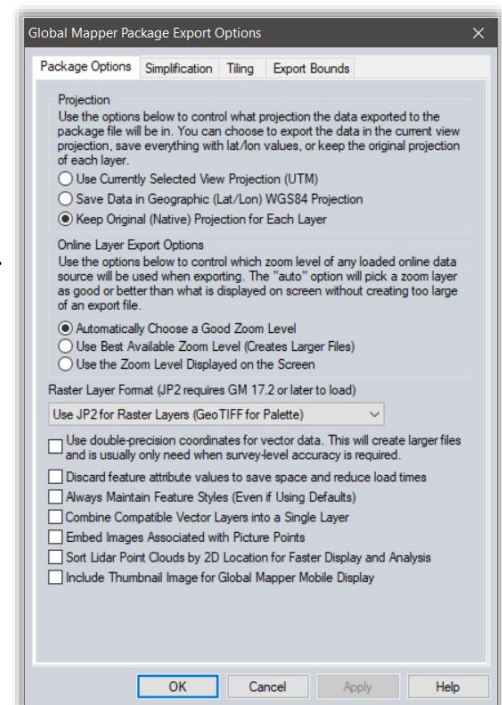 Global Mapper Package Export Options
Package Options Simplification Tiling Export Bounds
Projection
Use the options below to control what projection the data exported to the
package file will be in. You can choose to export the data in the current view
projection, save everything with lat/lon values, or keep the original projection
of each layer.
Use Currently Selected View Projection (UTM)
Save Data in Geographic (Lat/Lon) WGS84 Projection
Keep Original (Native) Projection for Each Layer
Online Layer Export Options
Use the options below to control which zoom level of any loaded online data
source will be used when exporting. The "auto" option will pick a zoom layer
as good or better than what is displayed on screen without creating too large
of an export file.
Automatically Choose a Good Zoom Level
Use Best Available Zoom Level (Creates Larger Files)
Use the Zoom Level Displayed on the Screen
Raster Layer Format (JP2 requires GM 17.2 or later to load)
Use JP2 for Raster Layers (GeoTIFF for Palette)
Use double-precision coordinates for vector data. This will create larger files
and is usually only need when survey-level accuracy is required.
Discard feature attribute values to save space and reduce load times
Always Maintain Feature Styles (Even if Using Defaults)
Combine Compatible Vector Layers into a Single Layer
Embed Images Associated with Picture Points
Sort Lidar Point Clouds by 2D Location for Faster Display and Analysis
Include Thumbnail Image for Global Mapper Mobile Display
OK Cancel Apply Help